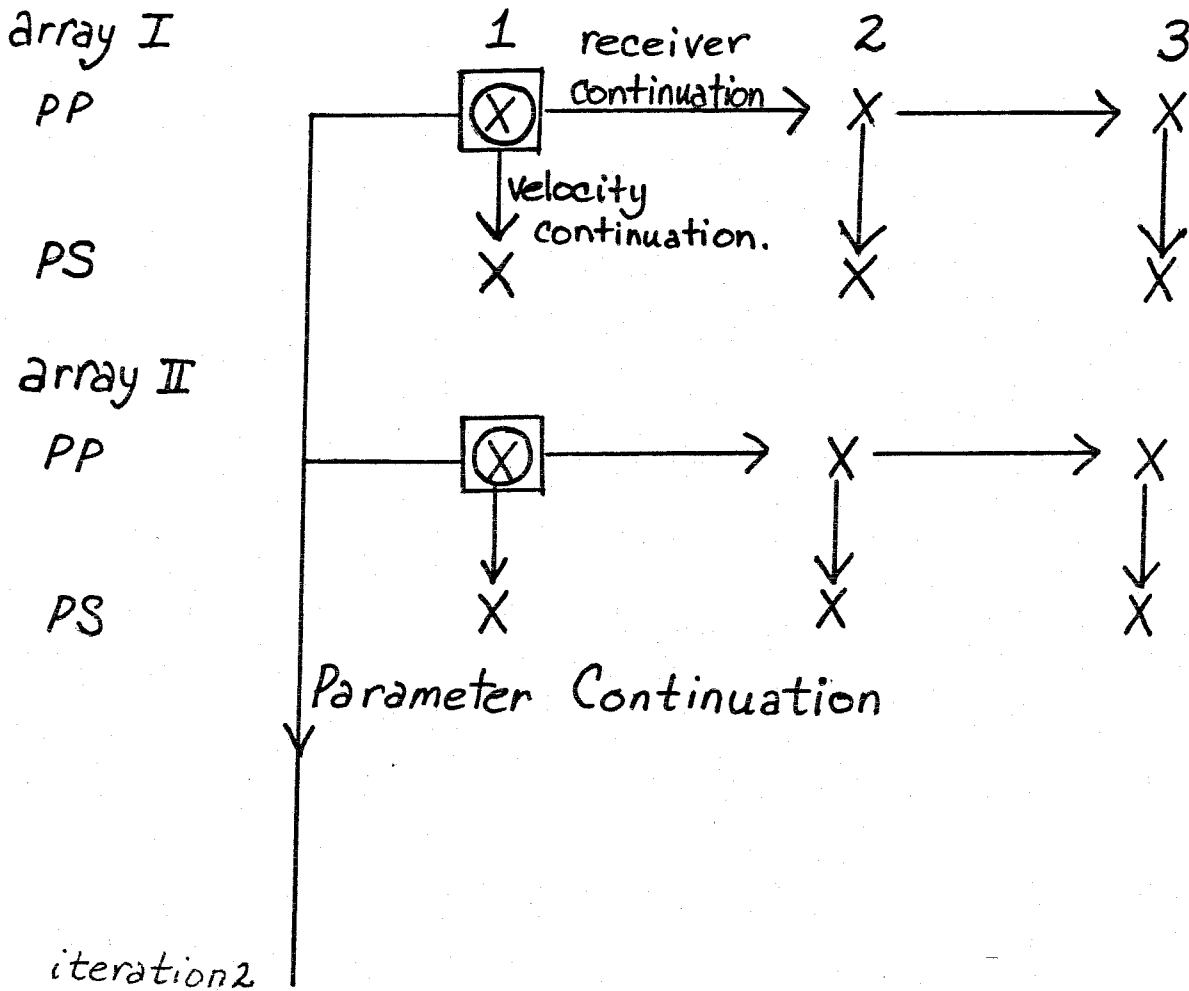 array I 1 receiver 2 3
PP X continuation X X
velocity
continuation.
PS X X X
array II
PP X X X
PS X X X
Parameter Continuation
iteration2